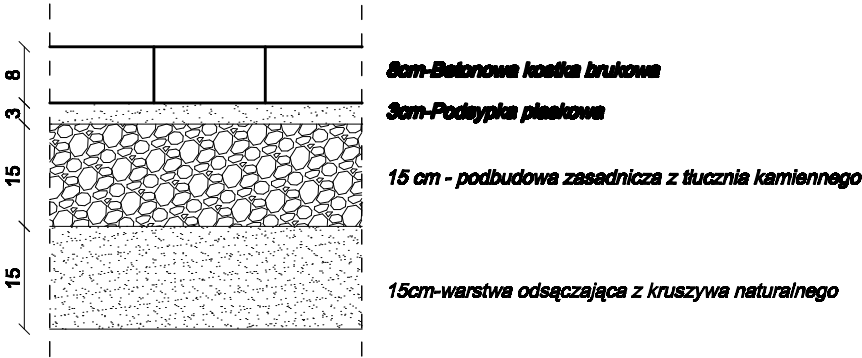 8
8cm-Betonowa kostka brukowa
3
3cm-Podsypka piaskowa
15
15 cm - podbudowa zasadnicza z tłucznia kamiennego
15
15cm-warstwa odsączająca z kruszywa naturalnego